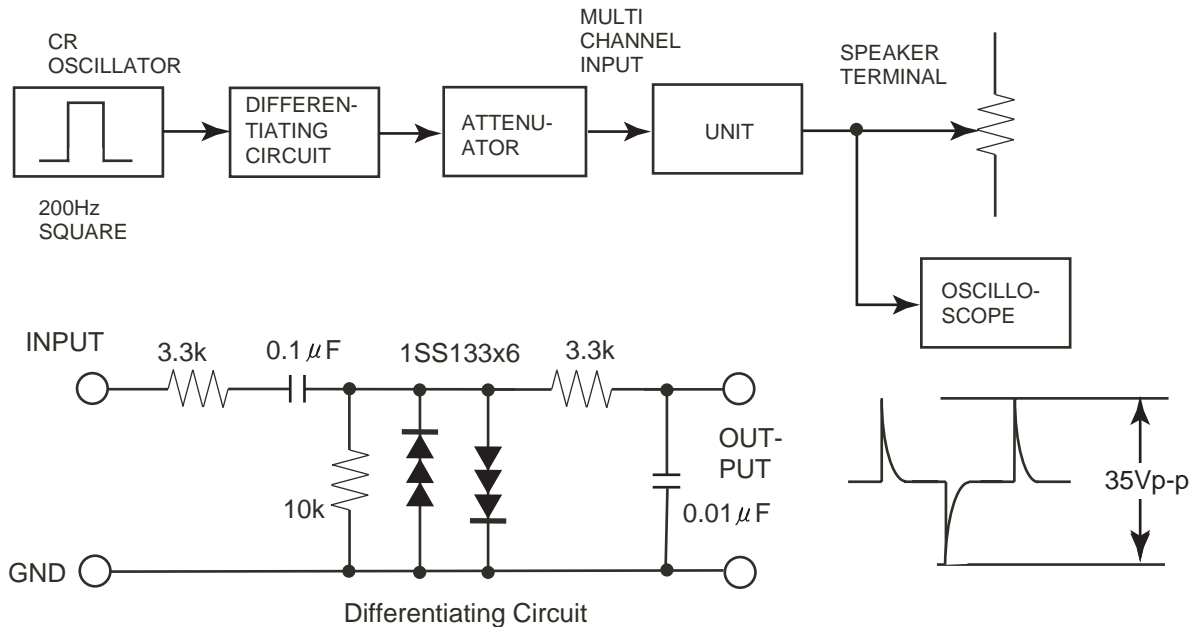 CR
OSCILLATOR
200Hz
SQUARE
DIFFEREN-
TIATING
CIRCUIT
ATTENU-
ATOR
MULTI
CHANNEL
INPUT
UNIT
SPEAKER
TERMINAL
OSCILLO-
SCOPE
INPUT
3.3k
0.1μF
1SS133x6
3.3k
OUT-
PUT
10k
0.01μF
GND
Differentiating Circuit
35Vp-p